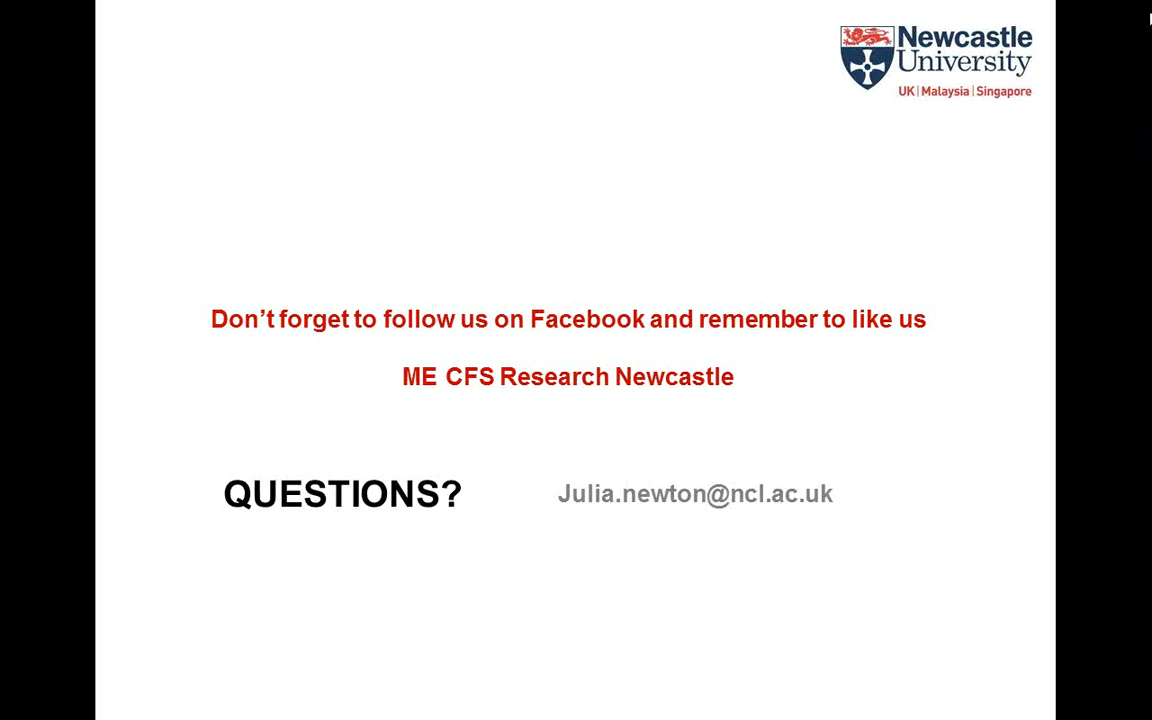 Newcastle
University
UK | Malaysia | Singapore
Don't forget to follow us on Facebook and remember to like us
ME CFS Research Newcastle
QUESTIONS? Julia.newton@ncl.ac.uk